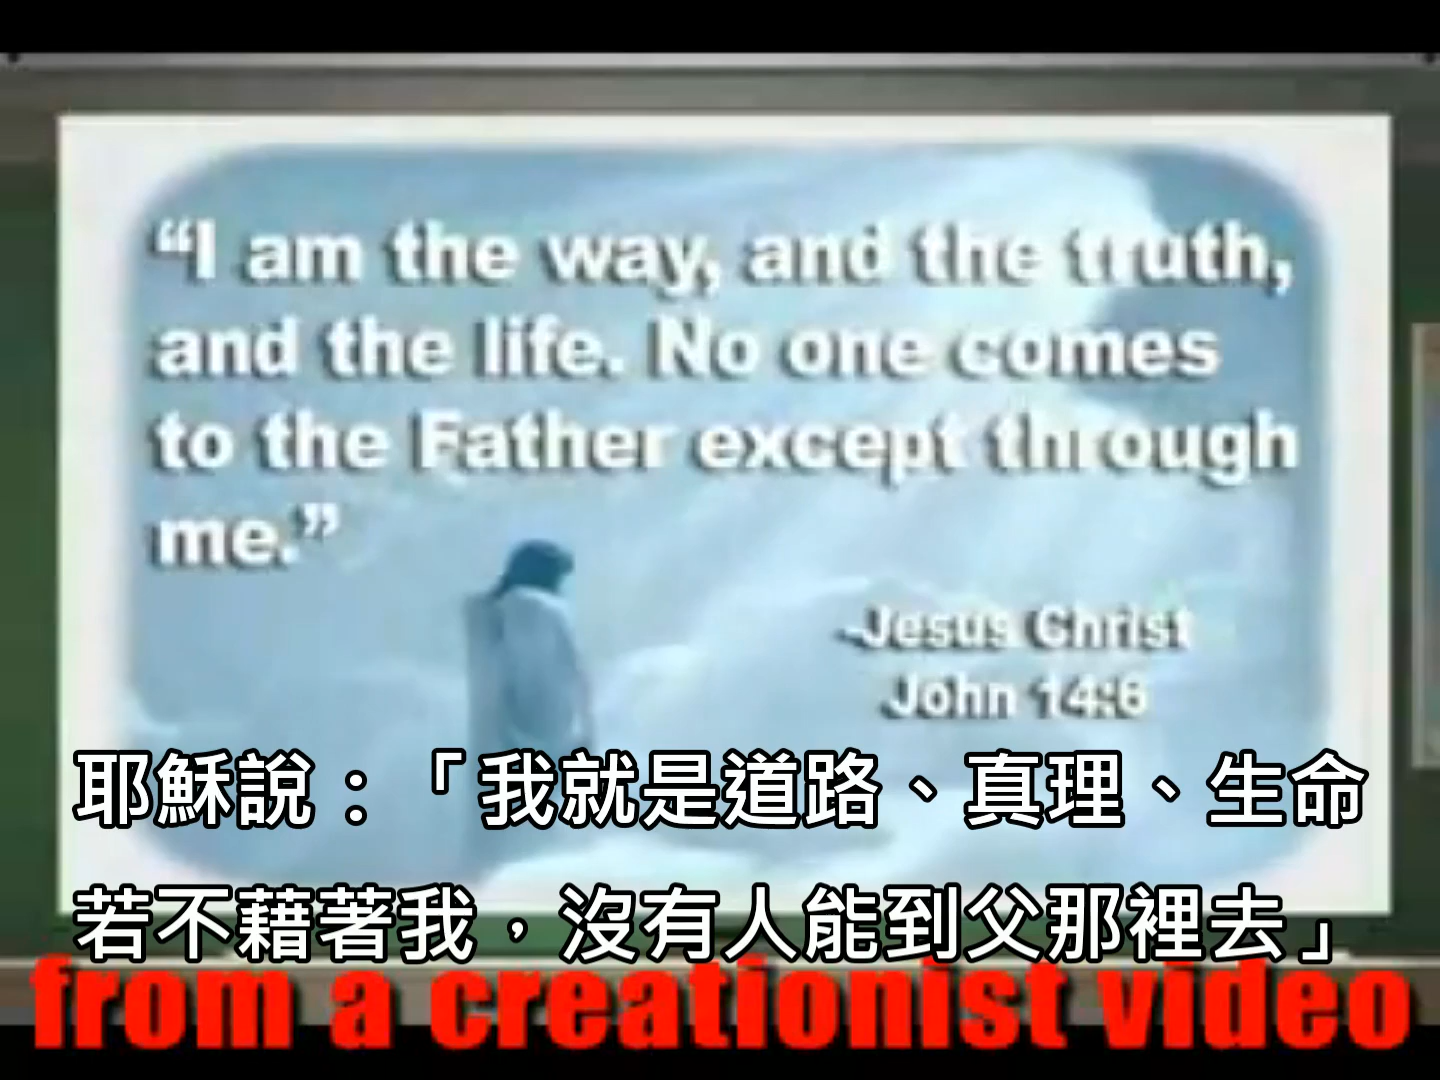 “I am the way, and the truth,
and the life. No one comes
to the Father except through
me.”
-Jesus Christ
John 14:6
耶穌說：「我就是道路、真理、生命
若不藉著我，沒有人能到父那裡去」
from a creationist video